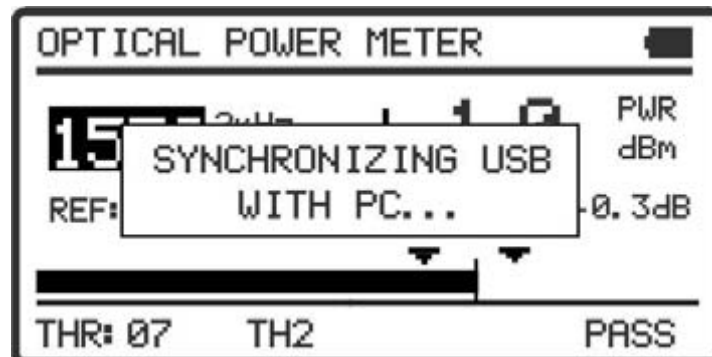 OPTICAL POWER METER
PWR
dBm
SYNCHRONIZING USB
WITH PC...
REF:
-0.3dB
THR: 07 TH2 PASS